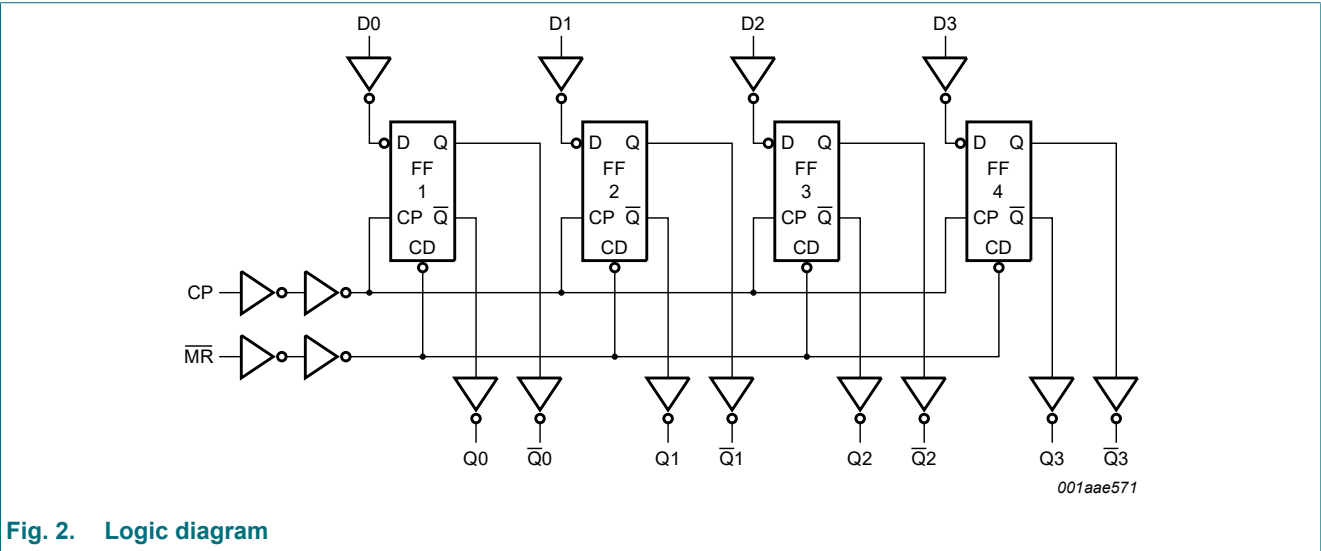 D0 D1 D2 D3
D Q D Q D Q D Q
FF FF FF FF
1 2 3 4
CP Q̅ CP Q̅ CP Q̅ CP Q̅
CD CD CD CD
CP
M̅R̅
Q0 Q̅0 Q1 Q̅1 Q2 Q̅2 Q3 Q̅3
001aae571
Fig. 2. Logic diagram